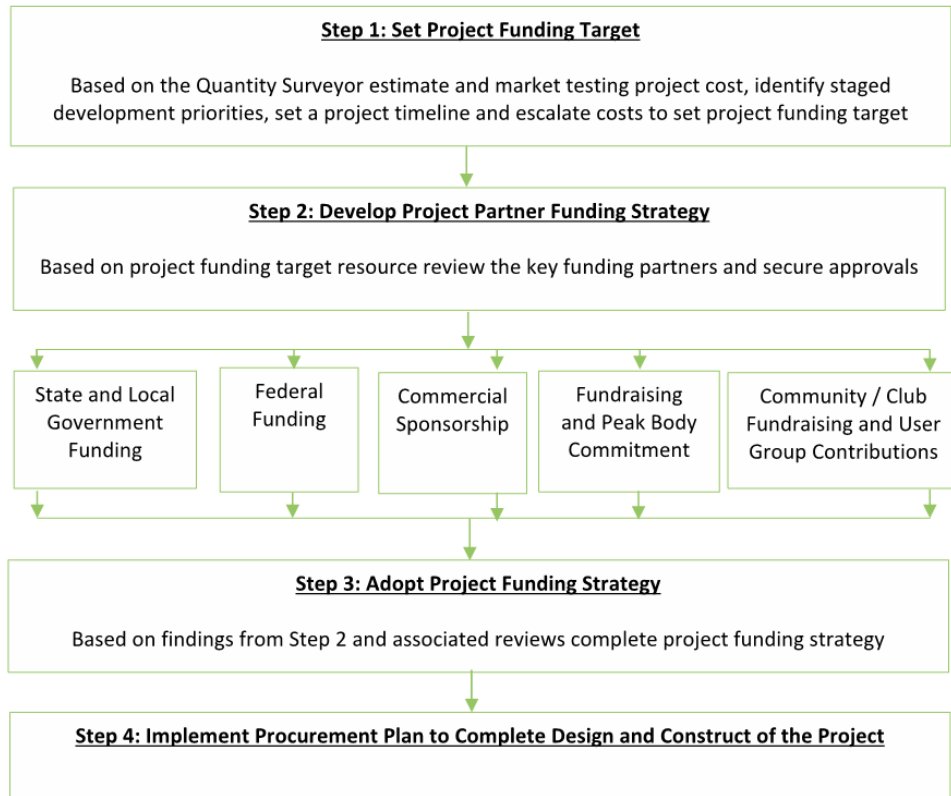 Step 1: Set Project Funding Target
Based on the Quantity Surveyor estimate and market testing project cost, identify staged
development priorities, set a project timeline and escalate costs to set project funding target
Step 2: Develop Project Partner Funding Strategy
Based on project funding target resource review the key funding partners and secure approvals
State and Local
Government
Funding
Federal
Funding
Commercial
Sponsorship
Fundraising
and Peak Body
Commitment
Community / Club
Fundraising and User
Group Contributions
Step 3: Adopt Project Funding Strategy
Based on findings from Step 2 and associated reviews complete project funding strategy
Step 4: Implement Procurement Plan to Complete Design and Construct of the Project